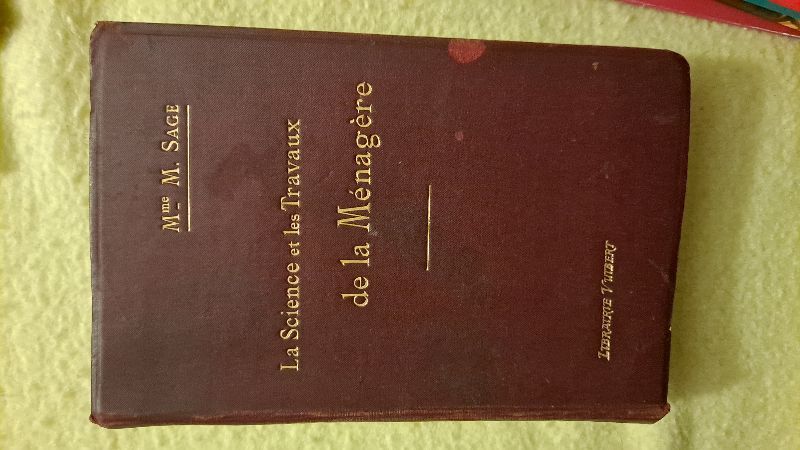 Mme M. SAGE
La Science et les Travaux
de la Ménagère
LIBRAIRIE VUIBERT